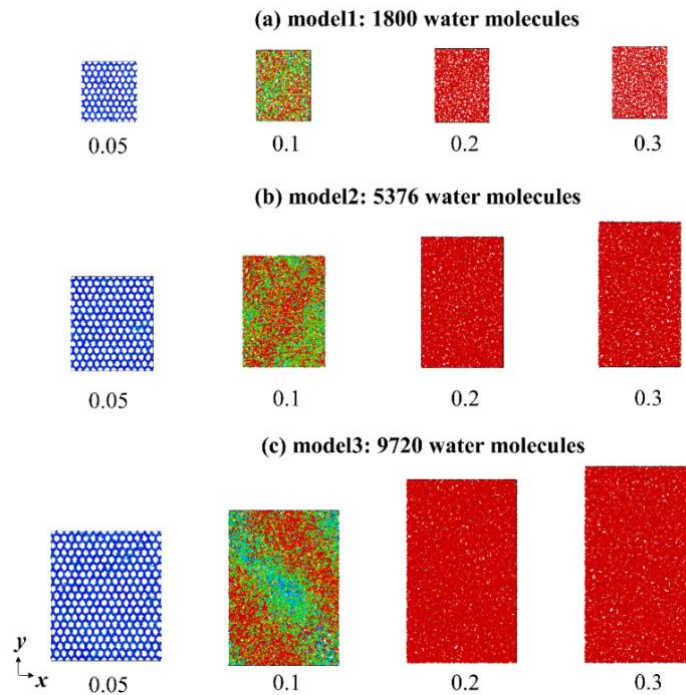 (a) model1: 1800 water molecules
0.05 0.1 0.2 0.3
(b) model2: 5376 water molecules
0.05 0.1 0.2 0.3
(c) model3: 9720 water molecules
y
x
0.05 0.1 0.2 0.3